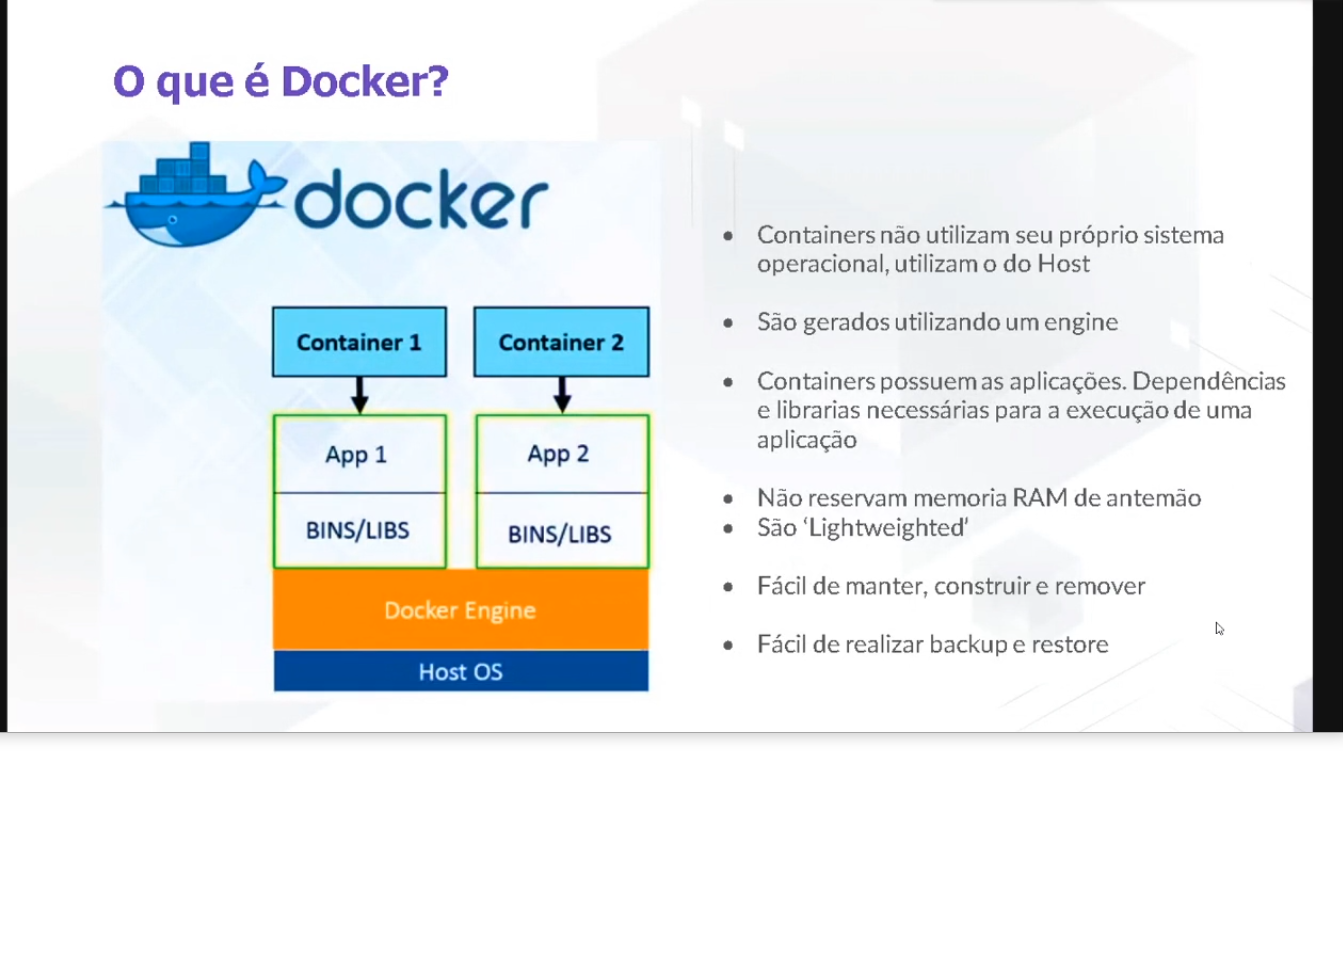 O que é Docker?
docker
Container 1
Container 2
App 1
App 2
BINS/LIBS
BINS/LIBS
Docker Engine
Host OS
• Containers não utilizam seu próprio sistema
operacional, utilizam o do Host
• São gerados utilizando um engine
• Containers possuem as aplicações. Dependências
e librarias necessárias para a execução de uma
aplicação
• Não reservam memoria RAM de antemão
• São ‘Lightweighted’
• Fácil de manter, construir e remover
• Fácil de realizar backup e restore